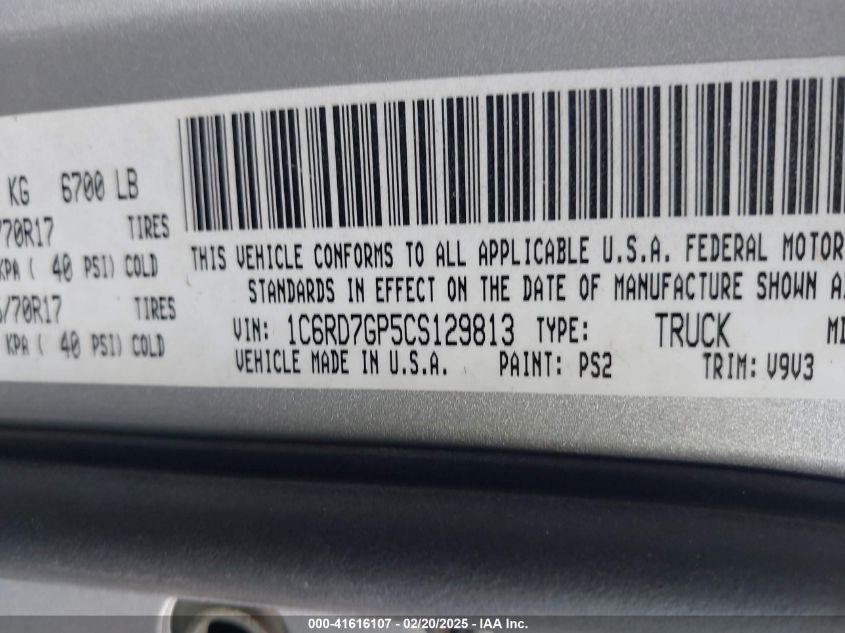 KG 6700 LB
/70R17 TIRES
KPA ( 40 PSI) COLD
/70R17 TIRES
KPA ( 40 PSI) COLD
THIS VEHICLE CONFORMS TO ALL APPLICABLE U.S.A. FEDERAL MOTOR
STANDARDS IN EFFECT ON THE DATE OF MANUFACTURE SHOWN
VIN: 1C6RD7GP5CS129813 TYPE: TRUCK
VEHICLE MADE IN U.S.A. PAINT: PS2 TRIM: V9V3
000-41616107 - 02/20/2025 - IAA Inc.